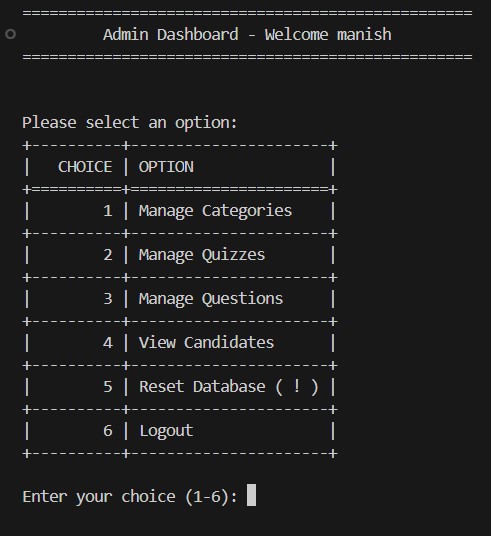 ==================================================
Admin Dashboard - Welcome manish
==================================================
Please select an option:
+----------+----------------------+
|   CHOICE | OPTION               |
+==========+======================+
|        1 | Manage Categories    |
+----------+----------------------+
|        2 | Manage Quizzes       |
+----------+----------------------+
|        3 | Manage Questions     |
+----------+----------------------+
|        4 | View Candidates      |
+----------+----------------------+
|        5 | Reset Database ( ! ) |
+----------+----------------------+
|        6 | Logout               |
+----------+----------------------+
Enter your choice (1-6):